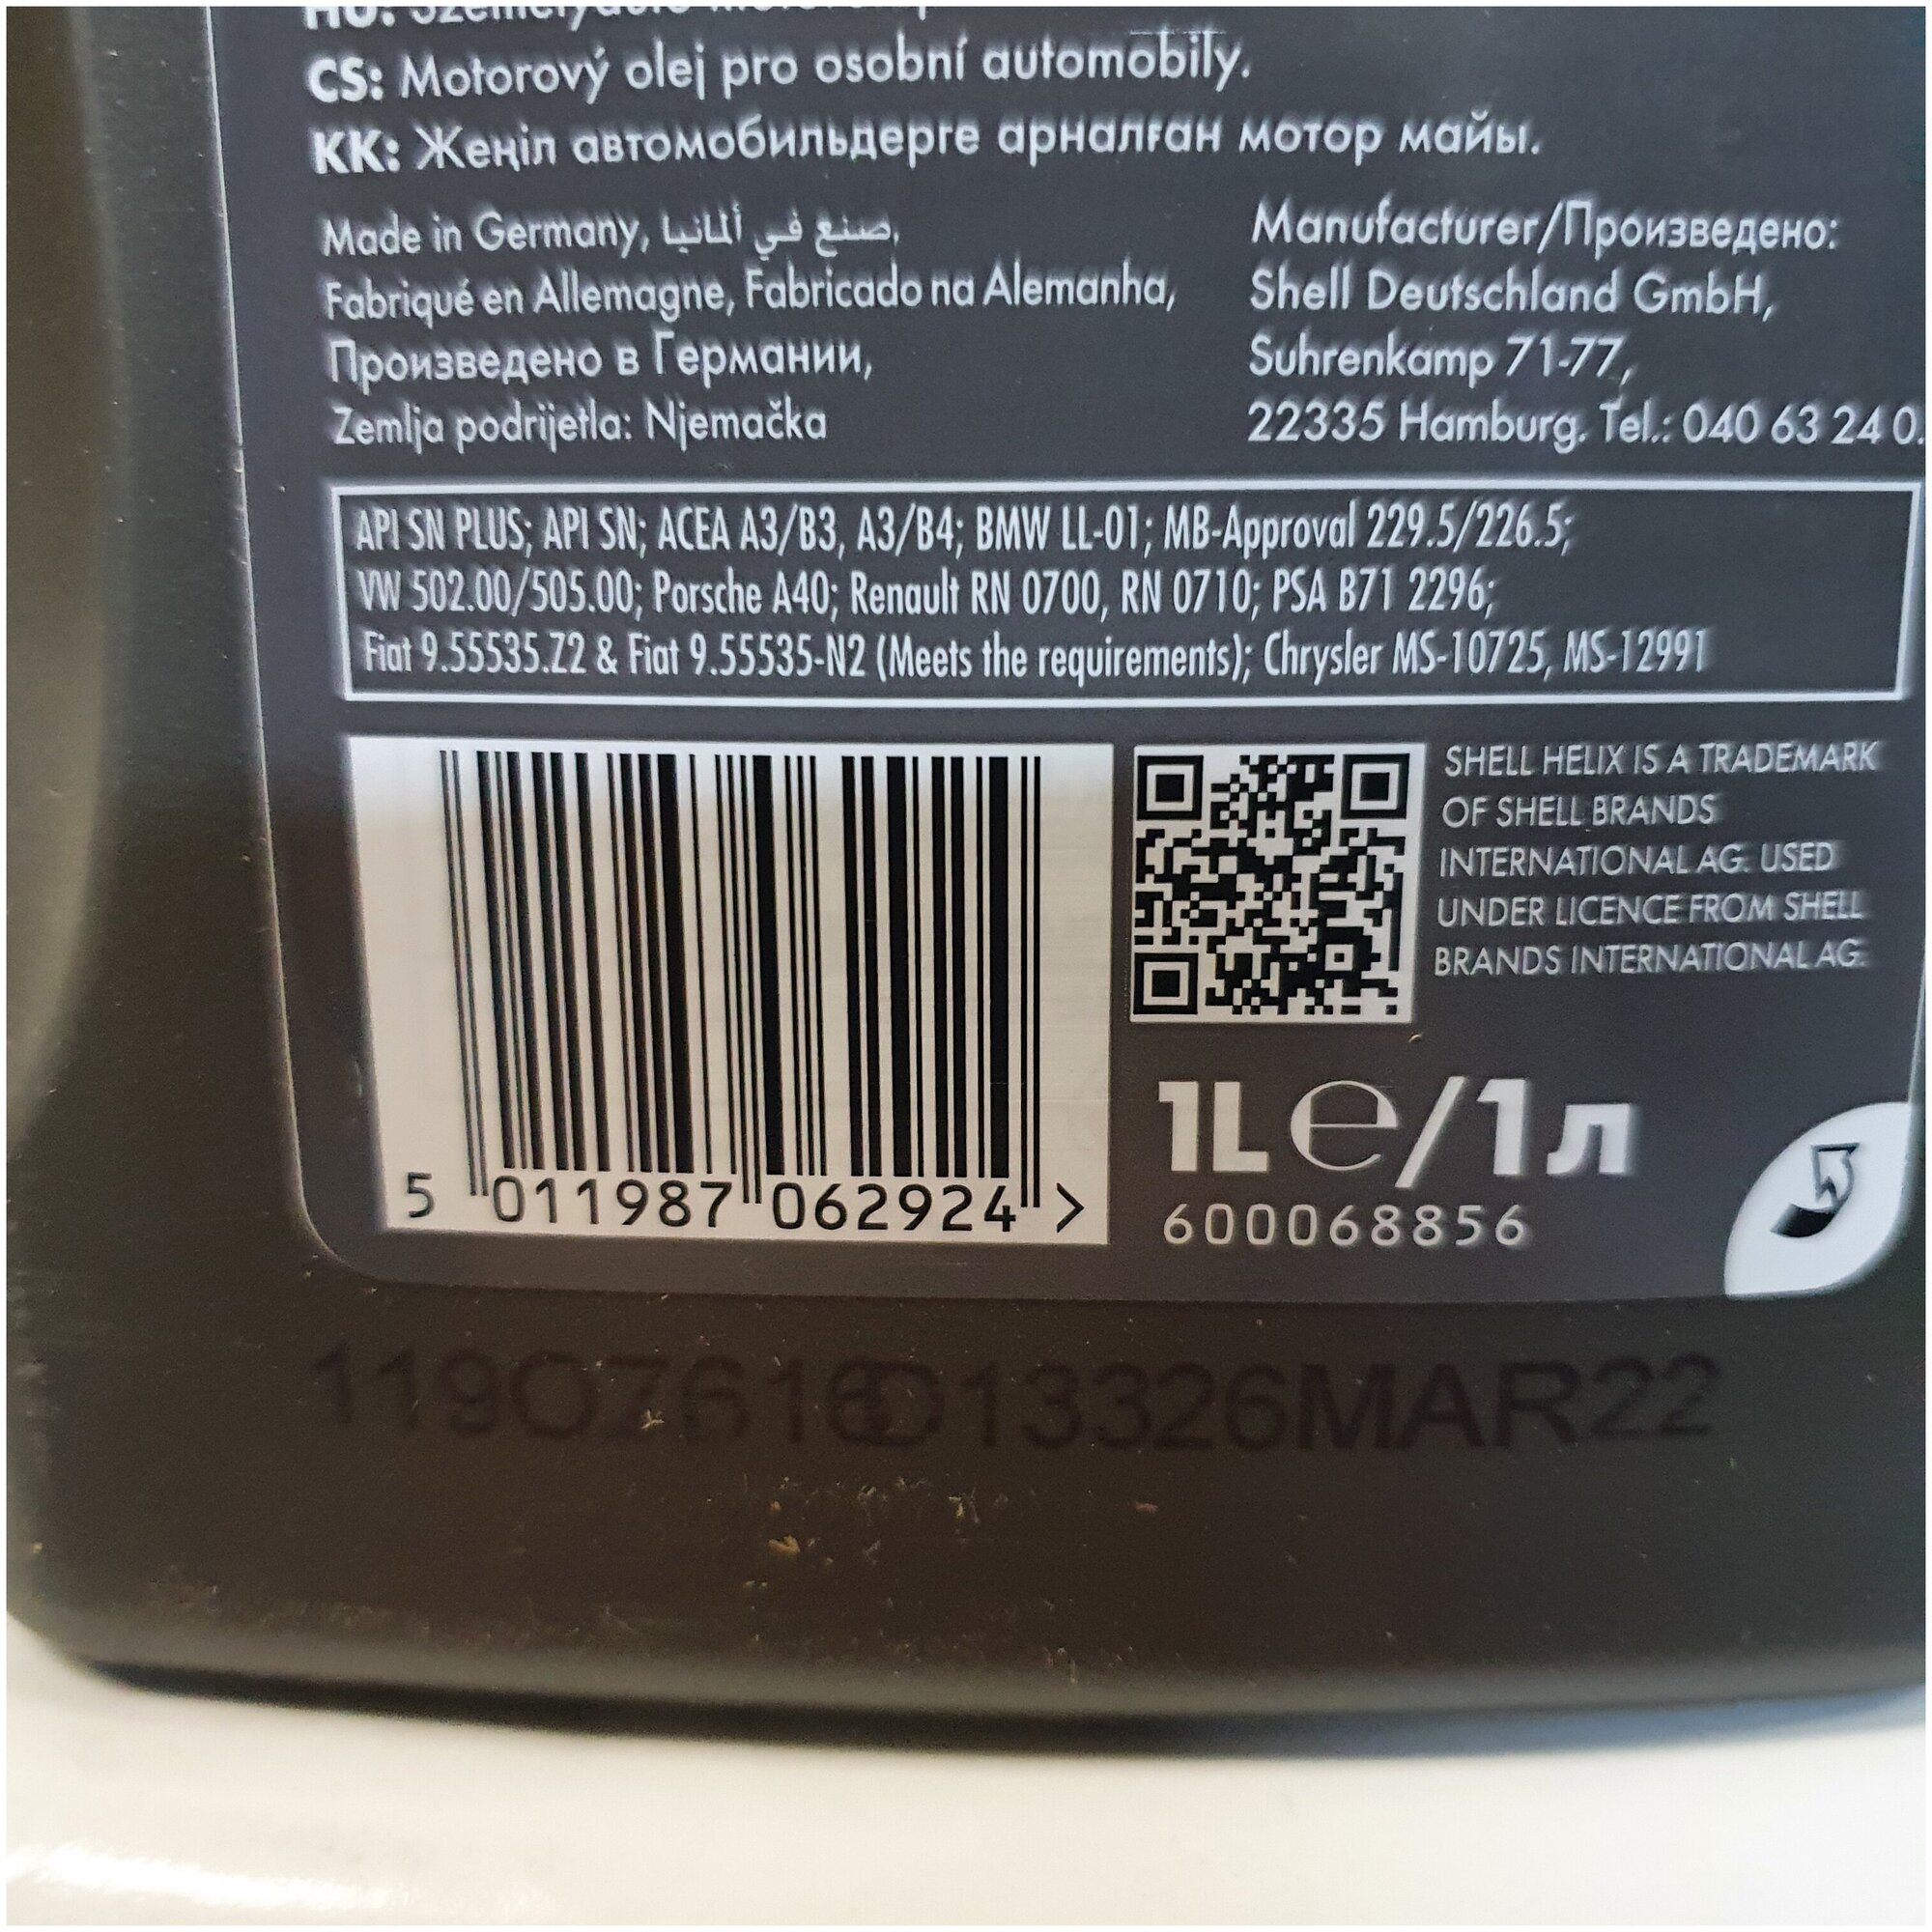 HU: Személyautó
CS: Motorový olej pro osobní automobily.
KK: Жеңіл автомобильдерге арналған мотор майы.
Made in Germany, صنع في ألمانيا,
Fabriqué en Allemagne, Fabricado na Alemanha,
Произведено в Германии,
Zemlja podrijetla: Njemačka
Manufacturer/Произведено:
Shell Deutschland GmbH,
Suhrenkamp 71-77,
22335 Hamburg. Tel.: 040 63 24 0.
API SN PLUS; API SN; ACEA A3/B3, A3/B4; BMW LL-01; MB-Approval 229.5/226.5;
VW 502.00/505.00; Porsche A40; Renault RN 0700, RN 0710; PSA B71 2296;
Fiat 9.55535.Z2 & Fiat 9.55535-N2 (Meets the requirements); Chrysler MS-10725, MS-12991
SHELL HELIX IS A TRADEMARK
OF SHELL BRANDS
INTERNATIONAL AG. USED
UNDER LICENCE FROM SHELL
BRANDS INTERNATIONAL AG.
5 011987 062924 >
1L e/1л
600068856
13326MAR22